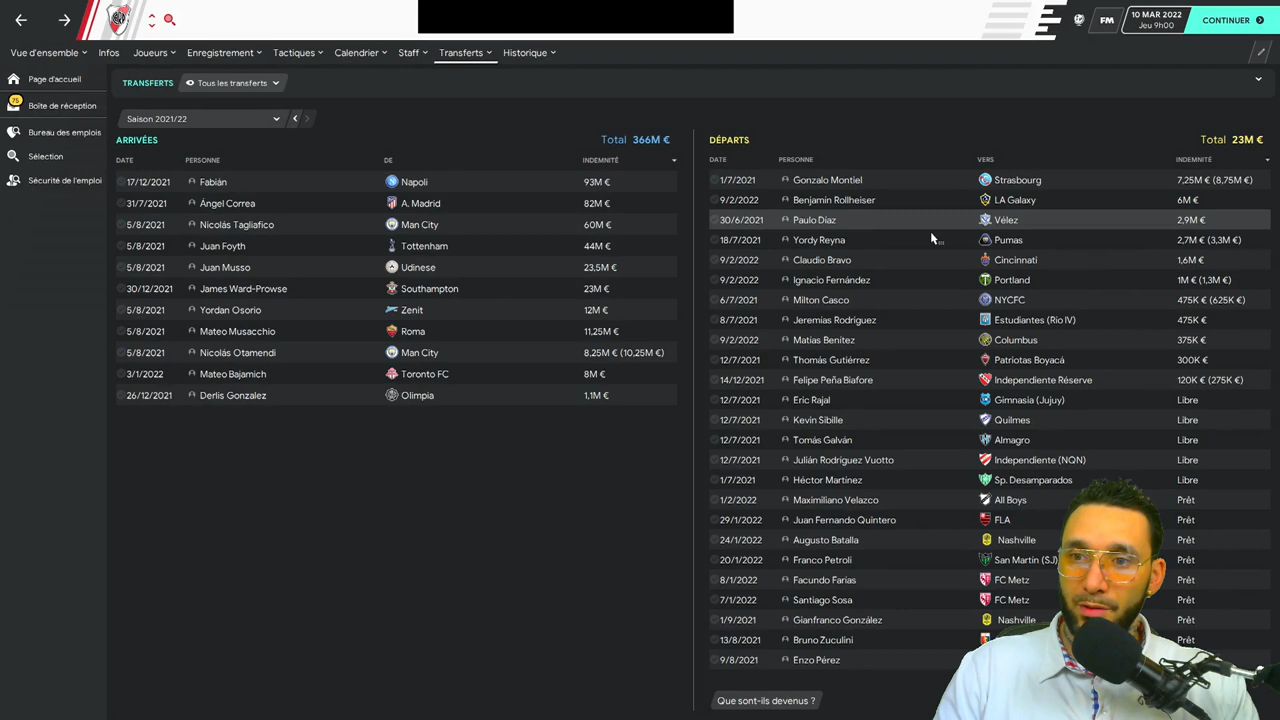 FM
10 MAR 2022
Jeu 9h00
CONTINUER
Vue d'ensemble Infos Joueurs Enregistrement Tactiques Calendrier Staff Transferts Historique
Page d'accueil
75
Boîte de réception
Bureau des emplois
Sélection
Sécurité de l'emploi
TRANSFERTS Tous les transferts
Saison 2021/22
ARRIVÉES Total 366M €
DATE PERSONNE DE INDEMNITÉ
17/12/2021 Fabián Napoli 93M €
31/7/2021 Ángel Correa A. Madrid 82M €
5/8/2021 Nicolás Tagliafico Man City 60M €
5/8/2021 Juan Foyth Tottenham 44M €
5/8/2021 Juan Musso Udinese 23,5M €
30/12/2021 James Ward-Prowse Southampton 23M €
5/8/2021 Yordan Osorio Zenit 12M €
5/8/2021 Mateo Musacchio Roma 11,25M €
5/8/2021 Nicolás Otamendi Man City 8,25M € (10,25M €)
3/1/2022 Mateo Bajamich Toronto FC 8M €
26/12/2021 Derlis Gonzalez Olimpia 1,1M €
DÉPARTS Total 23M €
DATE PERSONNE VERS INDEMNITÉ
1/7/2021 Gonzalo Montiel Strasbourg 7,25M € (8,75M €)
9/2/2022 Benjamín Rollheiser LA Galaxy 6M €
30/6/2021 Paulo Díaz Vélez 2,9M €
18/7/2021 Yordy Reyna Pumas 2,7M € (3,3M €)
9/2/2022 Claudio Bravo Cincinnati 1,6M €
9/2/2022 Ignacio Fernández Portland 1M € (1,3M €)
6/7/2021 Milton Casco NYCFC 475K € (625K €)
8/7/2021 Jeremías Rodríguez Estudiantes (Río IV) 475K €
9/2/2022 Matías Benítez Columbus 375K €
12/7/2021 Thomás Gutiérrez Patriotas Boyacá 300K €
14/12/2021 Felipe Peña Biafore Independiente Réserve 120K € (275K €)
12/7/2021 Eric Rajal Gimnasia (Jujuy) Libre
12/7/2021 Kevin Sibille Quilmes Libre
12/7/2021 Tomás Galván Almagro Libre
12/7/2021 Julián Rodríguez Vuotto Independiente (NQN) Libre
1/7/2021 Héctor Martínez Sp. Desamparados Libre
1/2/2022 Maximiliano Velazco All Boys Prêt
29/1/2022 Juan Fernando Quintero FLA Prêt
24/1/2022 Augusto Batalla Nashville Prêt
20/1/2022 Franco Petroli San Martín (SJ) Prêt
8/1/2022 Facundo Farías FC Metz Prêt
7/1/2022 Santiago Sosa FC Metz Prêt
1/9/2021 Gianfranco González Nashville Prêt
13/8/2021 Bruno Zuculini Prêt
9/8/2021 Enzo Pérez
Que sont-ils devenus ?